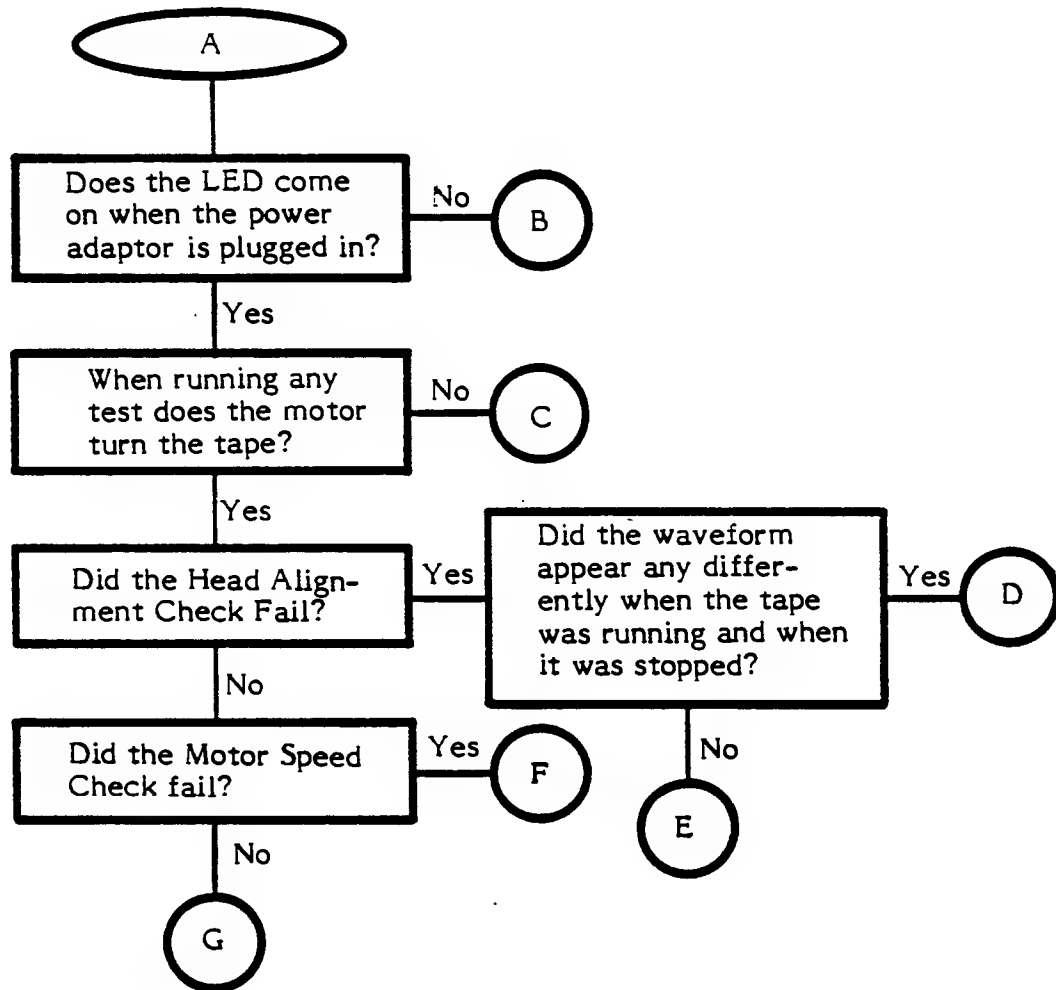 A
Does the LED come
on when the power
adaptor is plugged in?
No
B
Yes
When running any
test does the motor
turn the tape?
No
C
Yes
Did the Head Align-
ment Check Fail?
Yes
Did the waveform
appear any differ-
ently when the tape
was running and when
it was stopped?
Yes
D
No
E
No
Did the Motor Speed
Check fail?
Yes
F
No
G